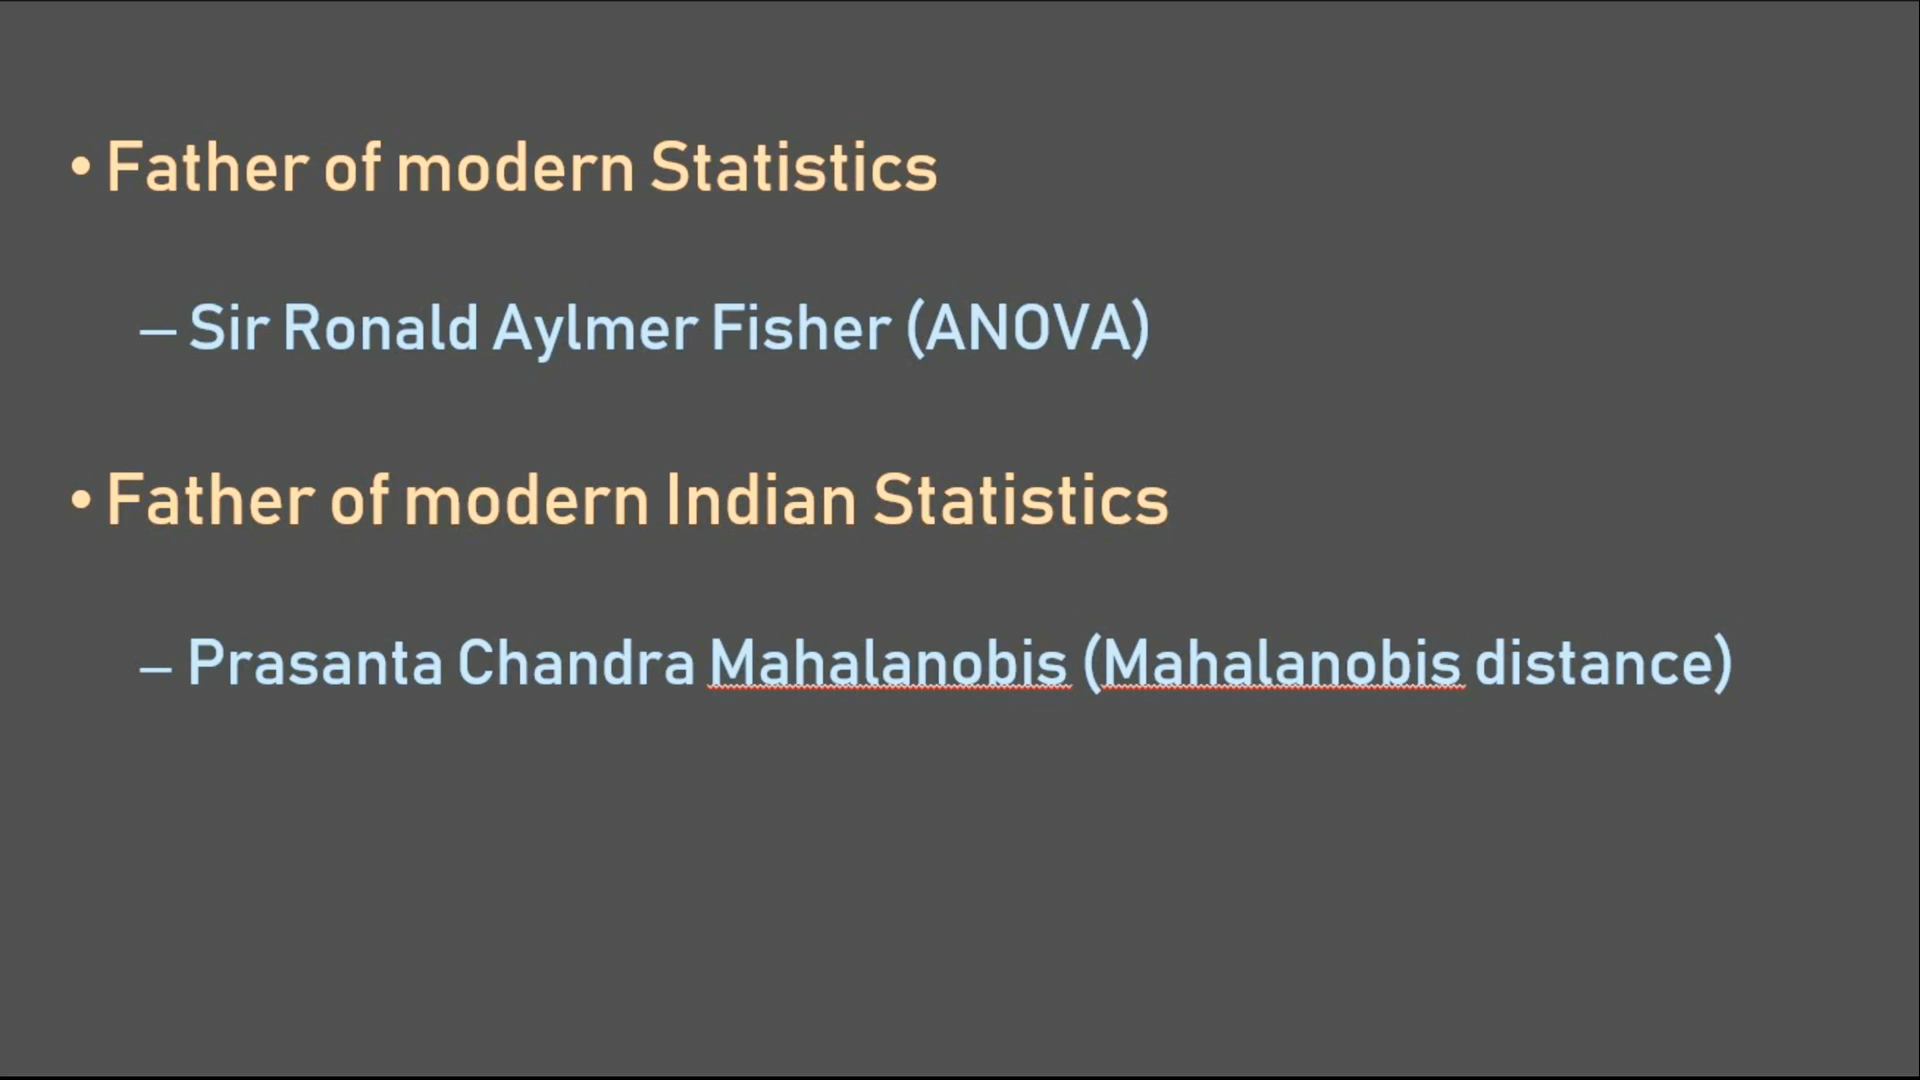 • Father of modern Statistics
– Sir Ronald Aylmer Fisher (ANOVA)
• Father of modern Indian Statistics
– Prasanta Chandra Mahalanobis (Mahalanobis distance)